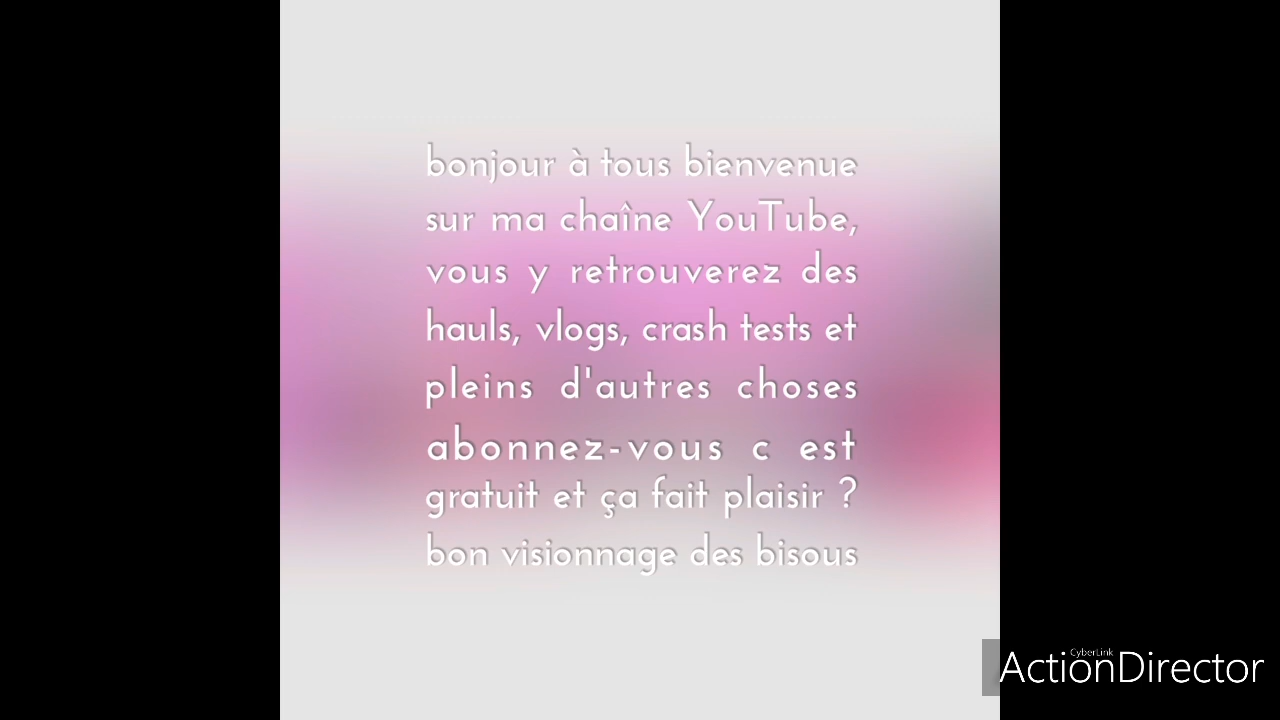 bonjour à tous bienvenue
sur ma chaîne YouTube,
vous y retrouverez des
hauls, vlogs, crash tests et
pleins d'autres choses
abonnez-vous c est
gratuit et ça fait plaisir ?
bon visionnage des bisous
CyberLink
ActionDirector